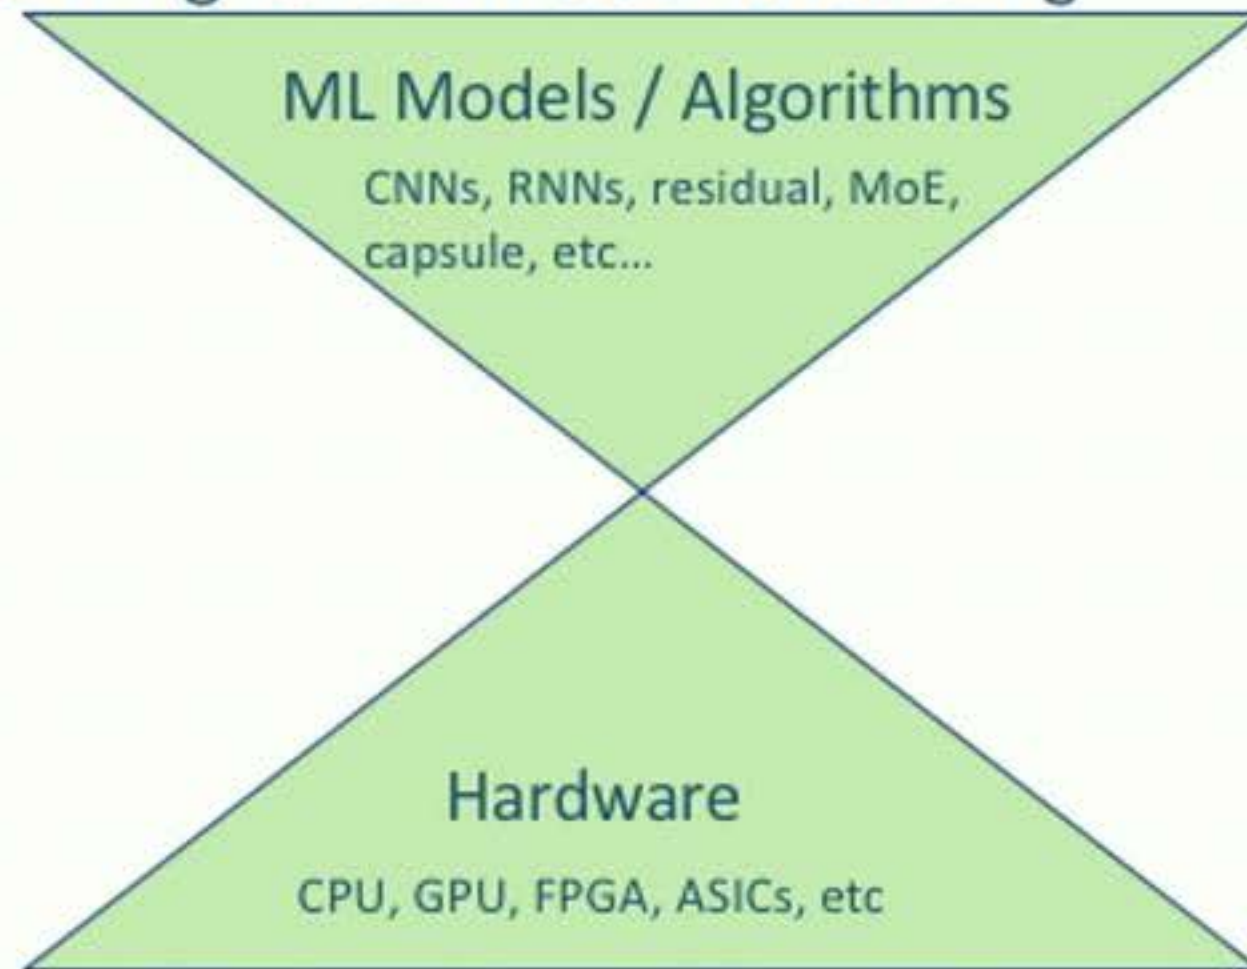 ML Models / Algorithms
CNNs, RNNs, residual, MoE,
capsule, etc...
Hardware
CPU, GPU, FPGA, ASICs, etc